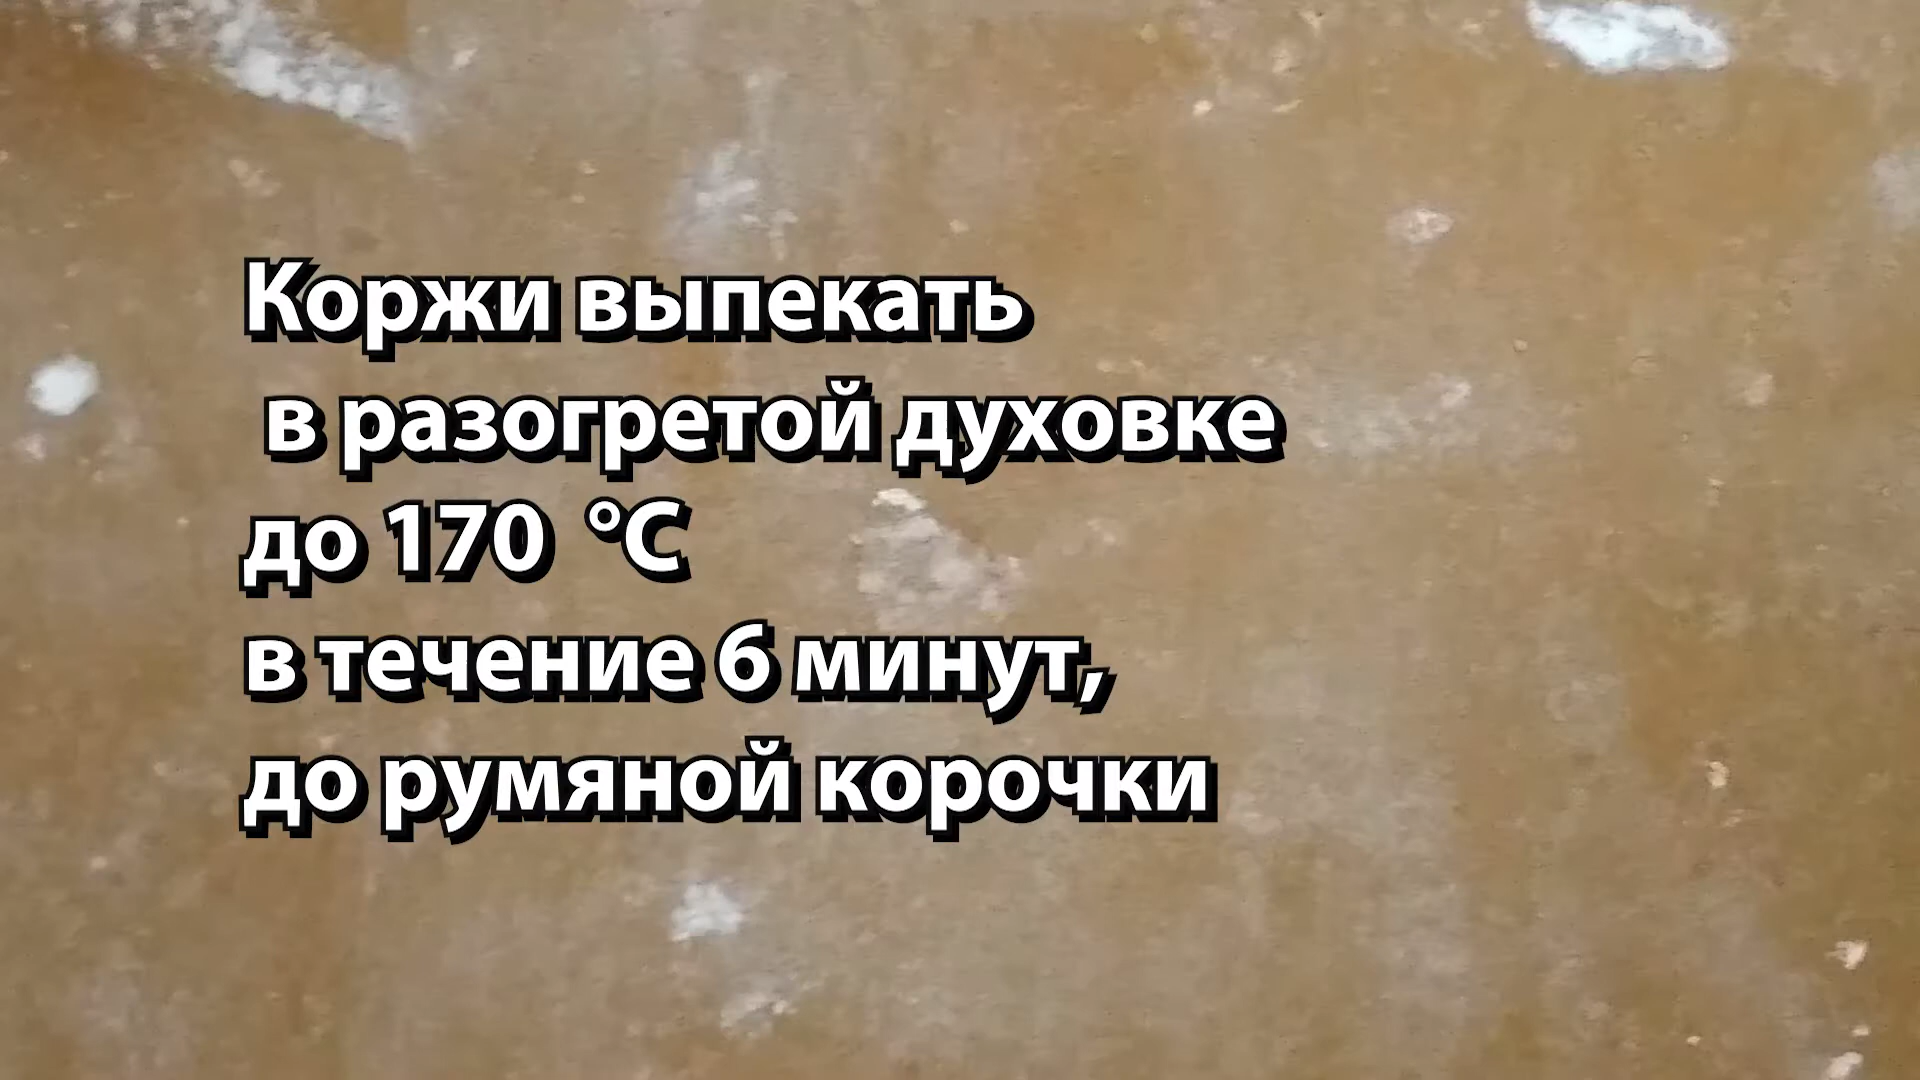 Коржи выпекать
в разогретой духовке
до 170 °С
в течение 6 минут,
до румяной корочки